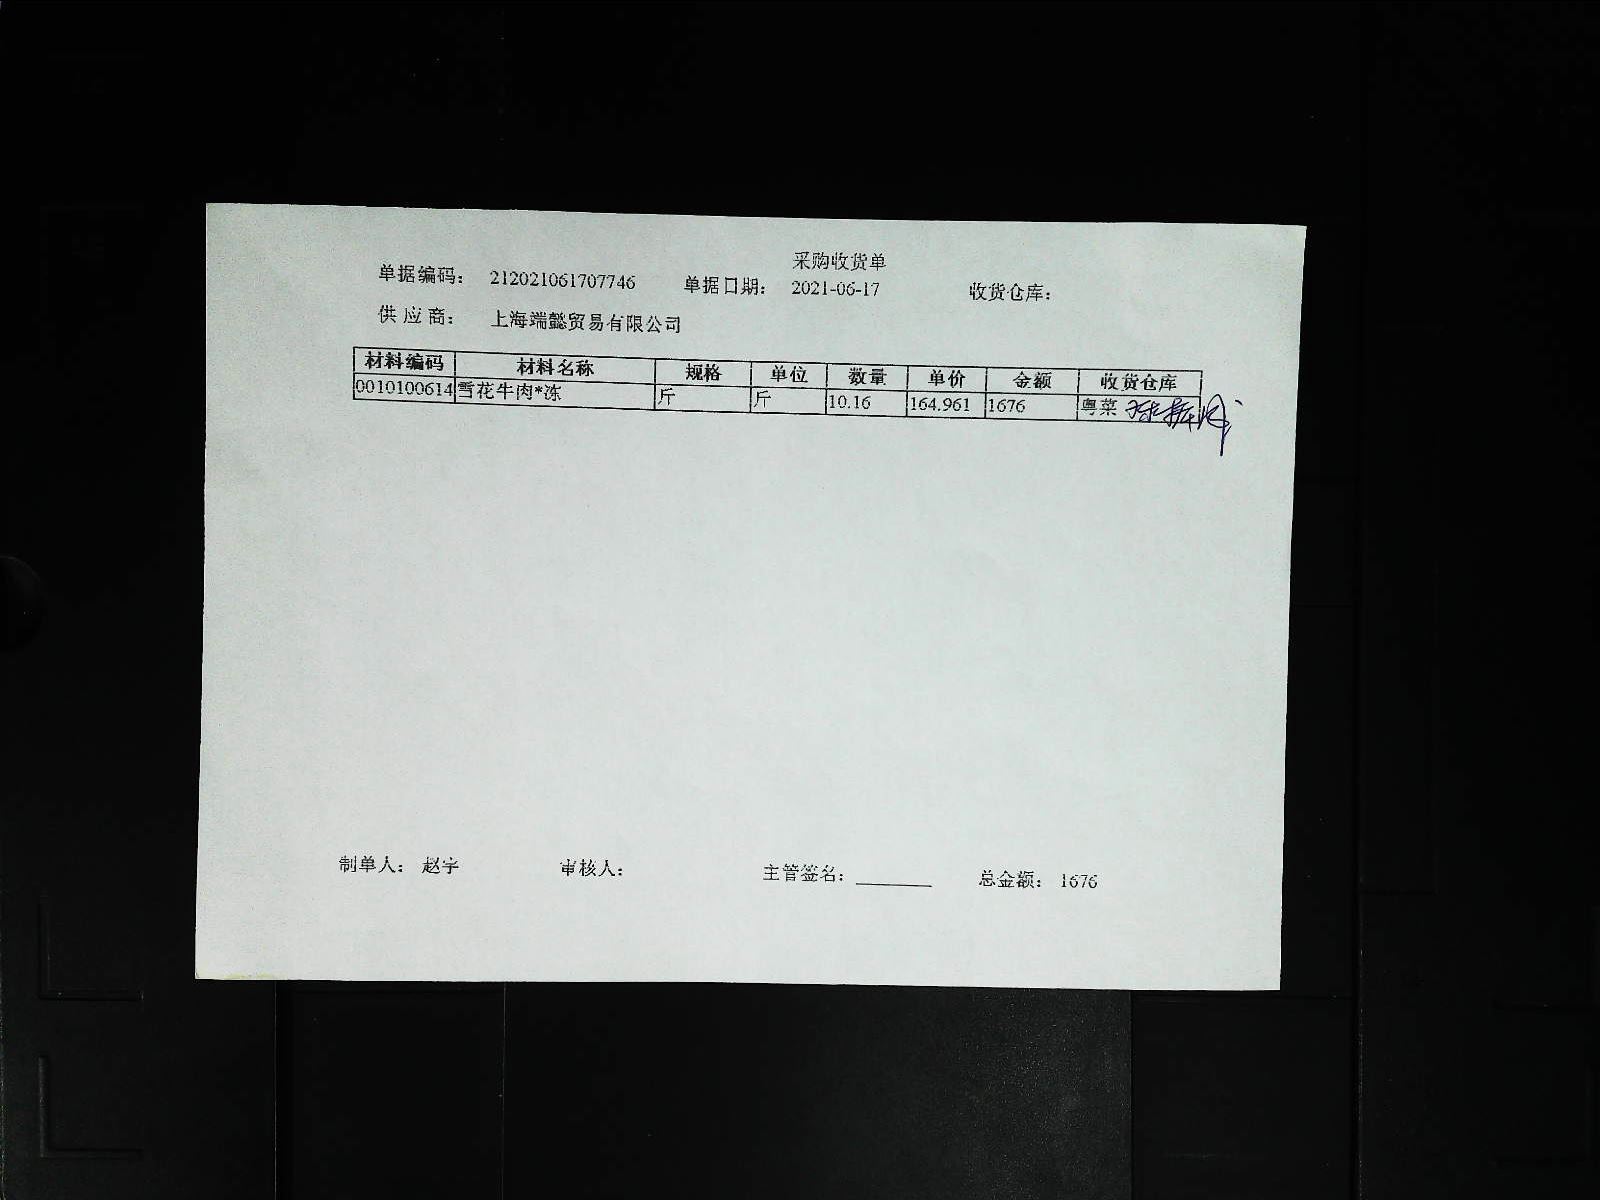 采购收货单
单据编码： 212021061707746 单据日期： 2021-06-17 收货仓库：
供 应 商： 上海端懿贸易有限公司
材料编码 材料名称 规格 单位 数量 单价 金额 收货仓库
0010100614 雪花牛肉*冻 斤 斤 10.16 164.961 1676 粤菜
制单人： 赵宇 审核人： 主管签名： 总金额： 1676